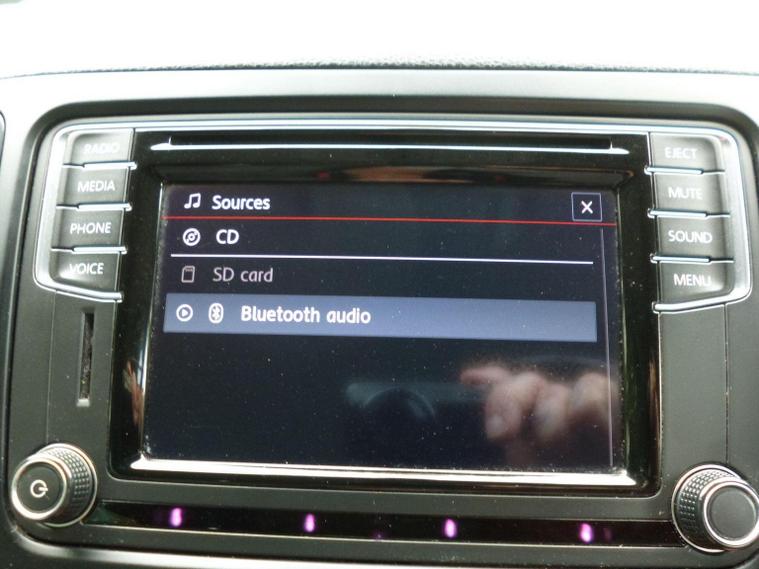 RADIO
MEDIA
PHONE
VOICE
Sources
CD
SD card
Bluetooth audio
EJECT
MUTE
SOUND
MENU